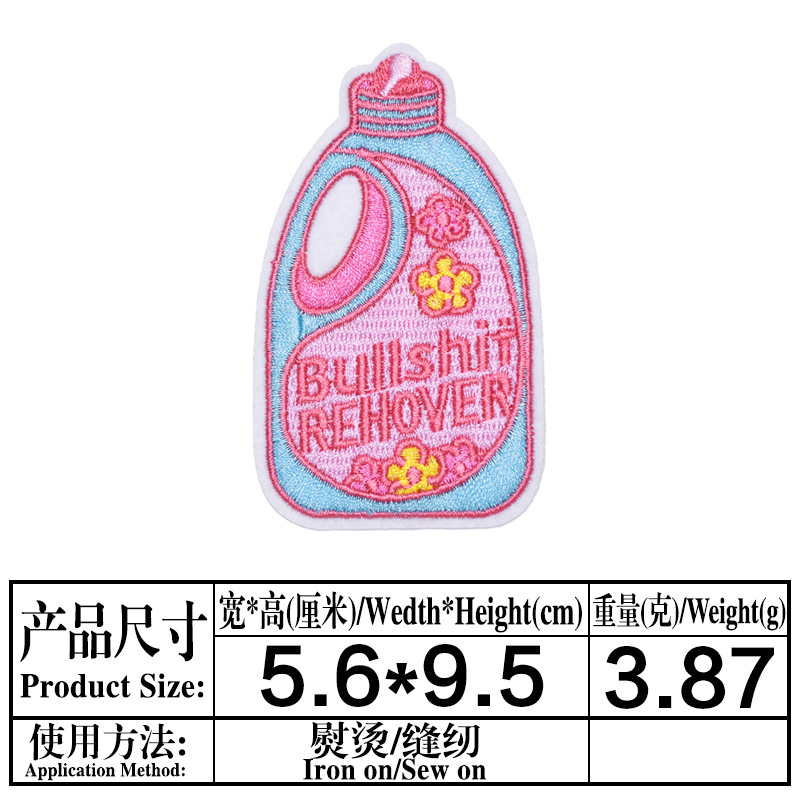 Bullshit
REHOVER
产品尺寸
Product Size:
宽*高(厘米)/Wedth*Height(cm)
重量(克)/Weight(g)
5.6*9.5
3.87
使用方法:
Application Method:
熨烫/缝纫
Iron on/Sew on